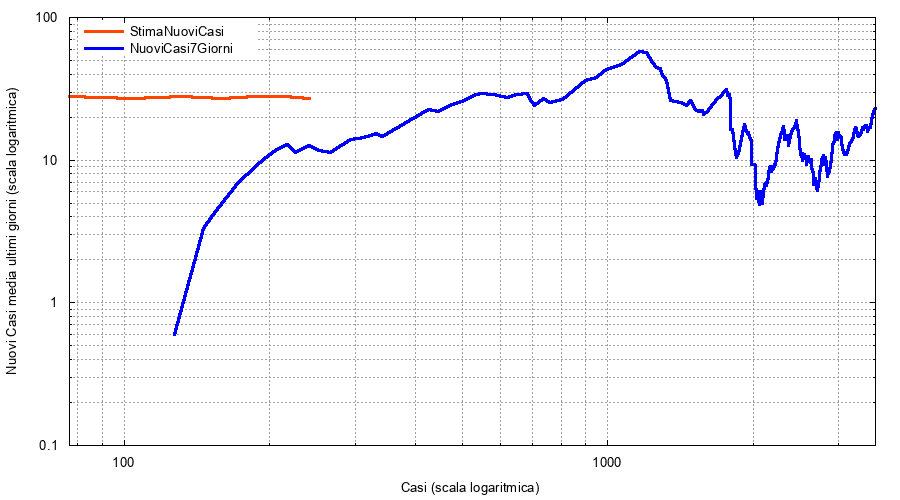 100
StimaNuoviCasi
NuoviCasi7Giorni
10
1
0.1
Nuovi Casi media ultimi giorni (scala logaritmica)
100
1000
Casi (scala logaritmica)